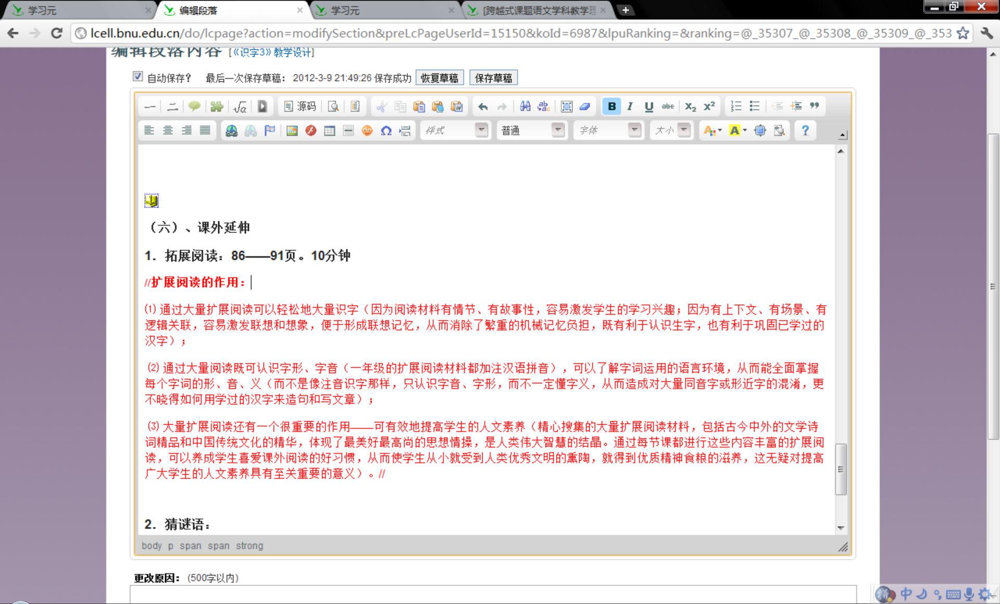 学习元
编辑段落
学习元
[跨越式课题语文学科教学理
lcell.bnu.edu.cn/do/lcpage?action=modifySection&preLcPageUserId=15150&koId=6987&lpuRanking=&ranking=@_35307_@_35308_@_35309_@_353
编辑段落内容 [《识字3》教学设计]
自动保存? 最后一次保存草稿： 2012-3-9 21:49:26 保存成功 恢复草稿 保存草稿
源码
B I U abc X₂ X²
样式 普通 字体 大小 A A ?
（六）、课外延伸
1. 拓展阅读：86——91页。10分钟
//扩展阅读的作用：
⑴ 通过大量扩展阅读可以轻松地大量识字（因为阅读材料有情节、有故事性，容易激发学生的学习兴趣；因为有上下文、有场景、有
逻辑关联，容易激发联想和想象，便于形成联想记忆，从而消除了繁重的机械记忆负担，既有利于认识生字，也有利于巩固已学过的
汉字）；
⑵ 通过大量阅读既可认识字形、字音（一年级的扩展阅读材料都加注汉语拼音），可以了解字词运用的语言环境，从而能全面掌握
每个字词的形、音、义（而不是像注音识字那样，只认识字音、字形，而不一定懂字义，从而造成对大量同音字或形近字的混淆，更
不晓得如何用学过的汉字来造句和写文章）；
⑶ 大量扩展阅读还有一个很重要的作用——可有效地提高学生的人文素养（精心搜集的大量扩展阅读材料，包括古今中外的文学诗
词精品和中国传统文化的精华，体现了最美好最高尚的思想情操，是人类伟大智慧的结晶。通过每节课都进行这些内容丰富的扩展阅
读，可以养成学生喜爱课外阅读的好习惯，从而使学生从小就受到人类优秀文明的熏陶，就得到优质精神食粮的滋养，这无疑对提高
广大学生的人文素养具有至关重要的意义）。//
2. 猜谜语：
body p span span strong
更改原因： (500字以内)
中